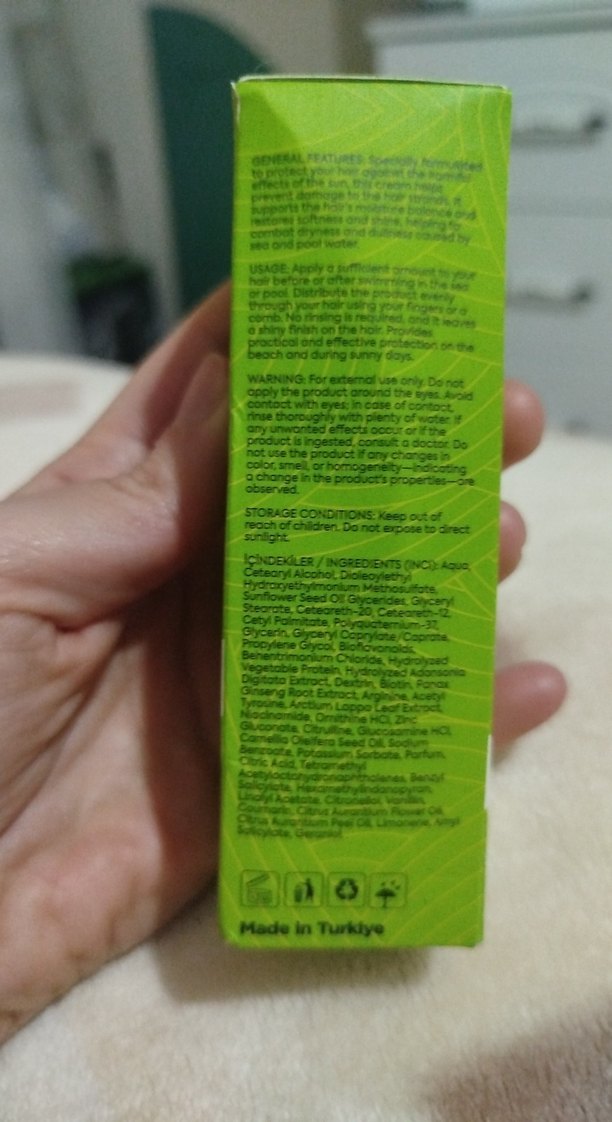 GENERAL FEATURES: Specially formulated
to protect your hair against the harmful
effects of the sun, this cream helps
prevent damage to the hair strands. It
supports the hair's moisture balance and
restores softness and shine, helping to
combat dryness and dullness caused by
sea and pool water.
USAGE: Apply a sufficient amount to your
hair before or after swimming in the sea
or pool. Distribute the product evenly
through your hair using your fingers or a
comb. No rinsing is required, and it leaves
a shiny finish on the hair. Provides
practical and effective protection on the
beach and during sunny days.
WARNING: For external use only. Do not
apply the product around the eyes. Avoid
contact with eyes; in case of contact,
rinse thoroughly with plenty of water. If
any unwanted effects occur or if the
product is ingested, consult a doctor. Do
not use the product if any changes in
color, smell, or homogeneity—indicating
a change in the product's properties—are
observed.
STORAGE CONDITIONS: Keep out of
reach of children. Do not expose to direct
sunlight.
İÇİNDEKİLER / INGREDIENTS (INCI): Aqua,
Cetearyl Alcohol, Dioleoylethyl
Hydroxyethylmonium Methosulfate,
Sunflower Seed Oil Glycerides, Glyceryl
Stearate, Ceteareth-20, Ceteareth-12,
Cetyl Palmitate, Polyquaternium-37,
Glycerin, Glyceryl Caprylate/Caprate,
Propylene Glycol, Bioflavonoids,
Behentrimonium Chloride, Hydrolyzed
Vegetable Protein, Hydrolyzed Adansonia
Digitata Extract, Dextrin, Biotin, Panax
Ginseng Root Extract, Arginine, Acetyl
Tyrosine, Arctium Lappa Leaf Extract,
Niacinamide, Ornithine HCl, Zinc
Gluconate, Citrulline, Glucosamine HCl,
Camellia Oleifera Seed Oil, Sodium
Benzoate, Potassium Sorbate, Parfum,
Citric Acid, Tetramethyl
Acetyloctahydronaphthalenes, Benzyl
Salicylate, Hexamethylindanopyran,
Linalyl Acetate, Citronellol, Vanillin,
Coumarin, Citrus Aurantium Flower Oil,
Citrus Aurantium Peel Oil, Limonene, Amyl
Salicylate, Geraniol
Made in Turkiye